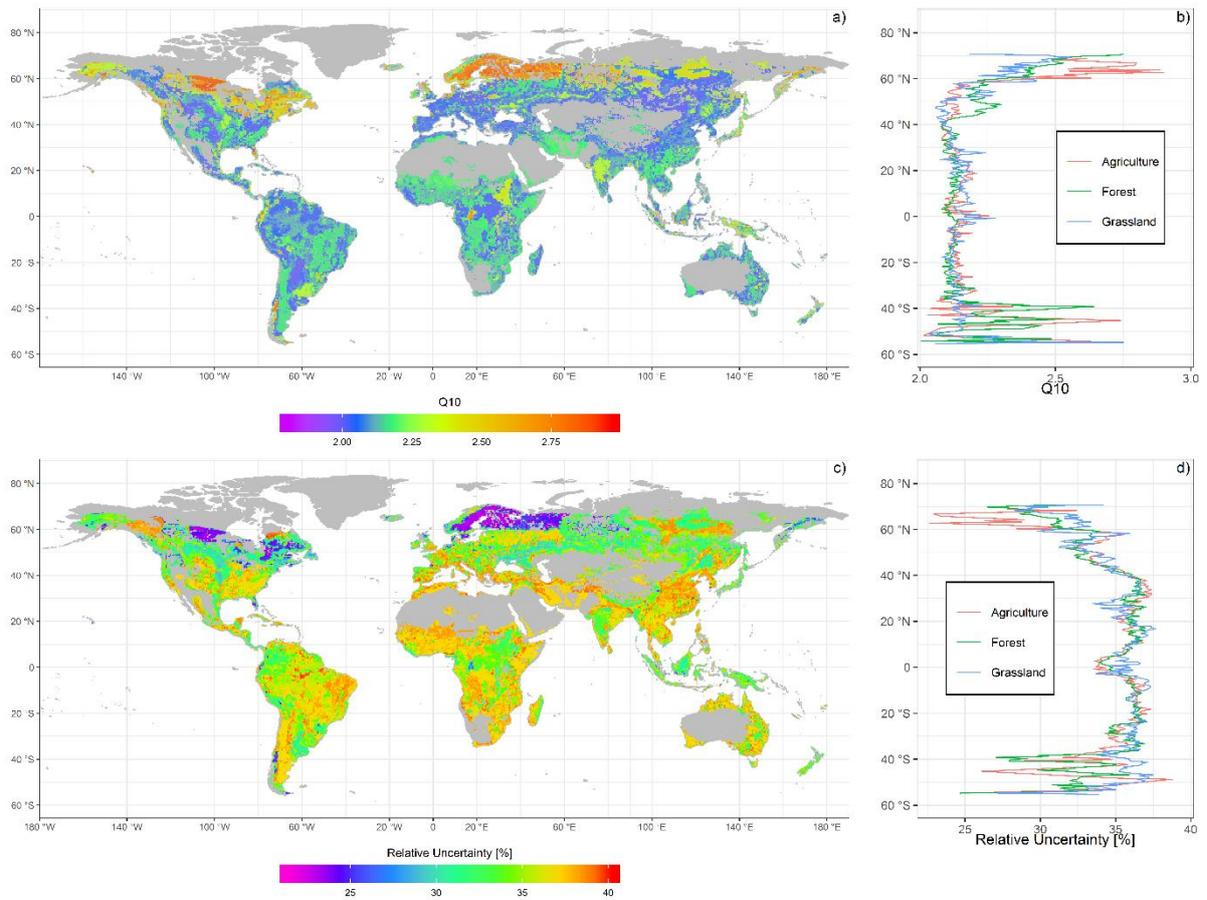 a)
80 °N
60 °N
40 °N
20 °N
0
20 °S
40 °S
60 °S
140 °W 100 °W 60 °W 20 °W 0 20 °E 60 °E 100 °E 140 °E 180 °E
Q10
2.00 2.25 2.50 2.75
b)
80 °N
60 °N
40 °N
20 °N
0
20 °S
40 °S
60 °S
Agriculture
Forest
Grassland
2.0 2.5 3.0
Q10
c)
80 °N
60 °N
40 °N
20 °N
0
20 °S
40 °S
60 °S
180 °W 140 °W 100 °W 60 °W 20 °W 0 20 °E 60 °E 100 °E 140 °E 180 °E
Relative Uncertainty [%]
25 30 35 40
d)
80 °N
60 °N
40 °N
20 °N
0
20 °S
40 °S
60 °S
Agriculture
Forest
Grassland
25 30 35 40
Relative Uncertainty [%]